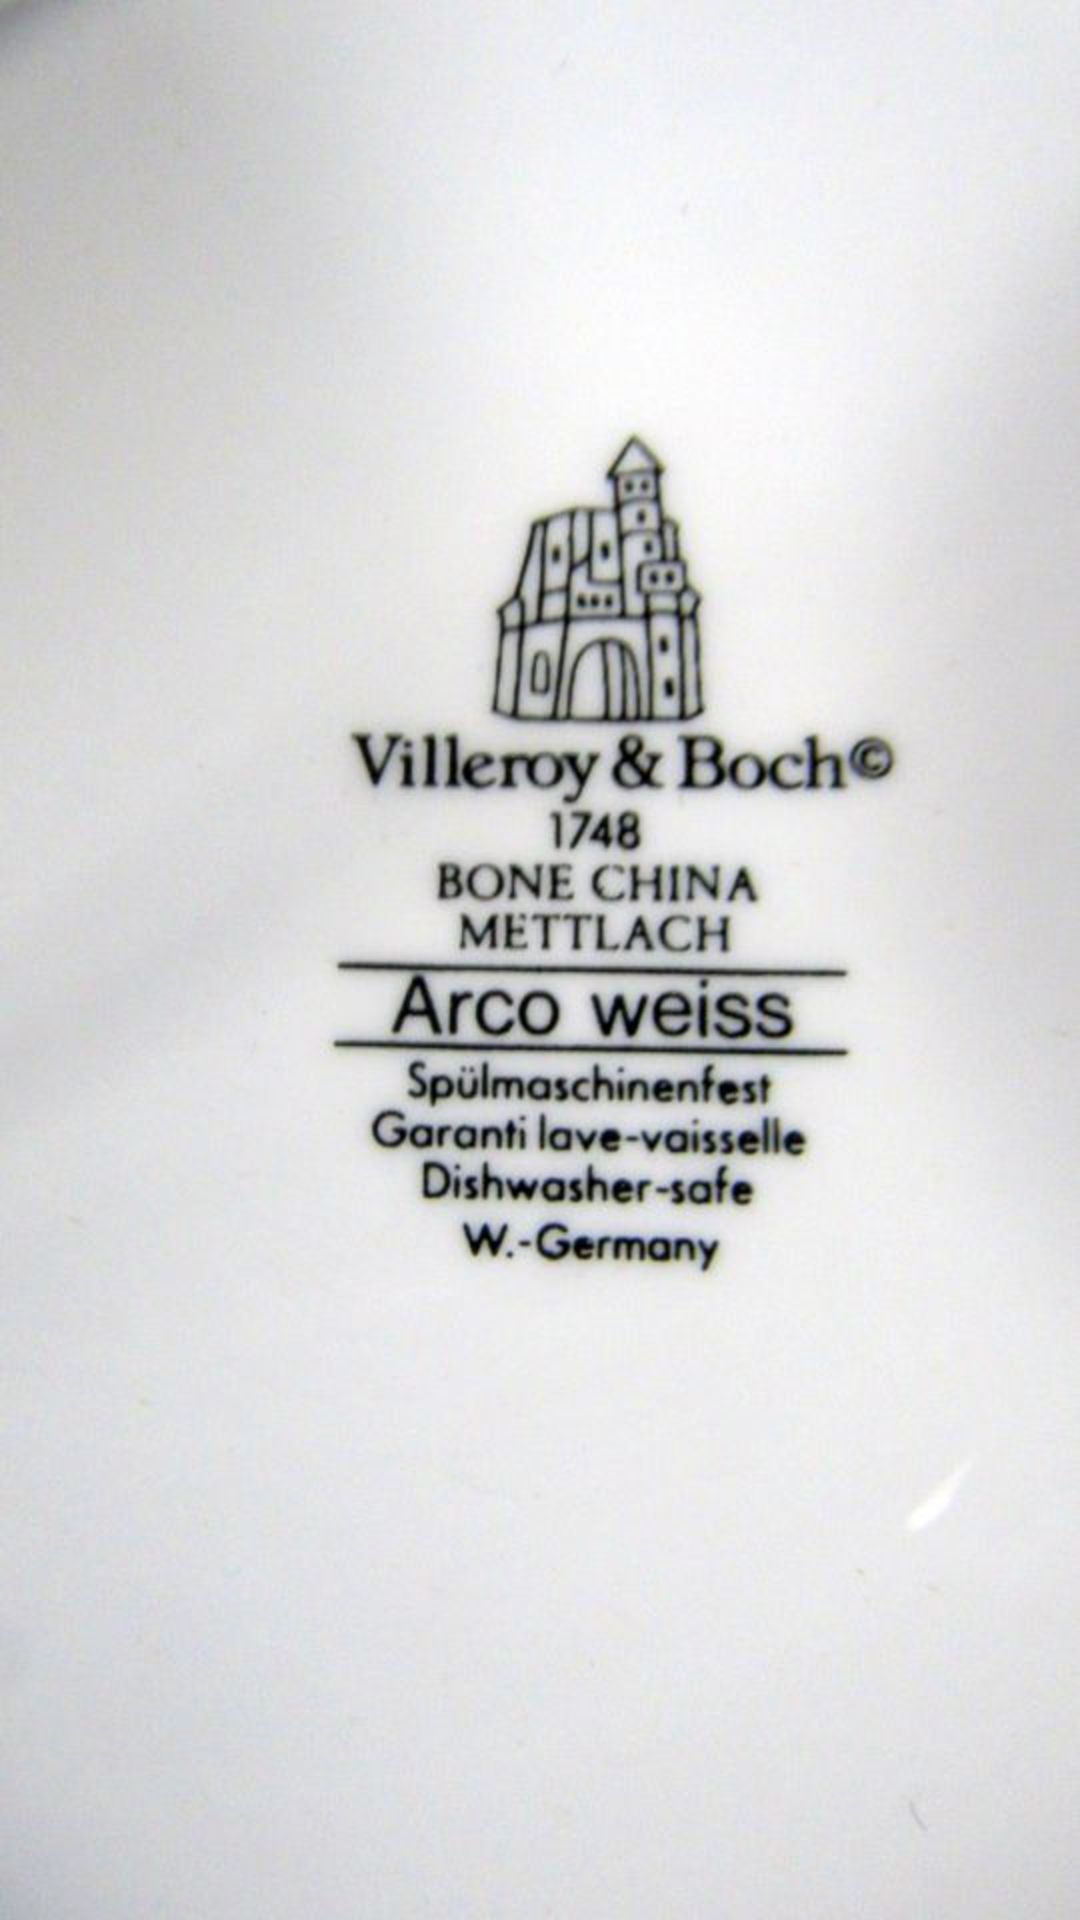 Villeroy & Boch©
1748
BONE CHINA
METTLACH
Arco weiss
Spülmaschinenfest
Garanti lave-vaisselle
Dishwasher-safe
W.-Germany